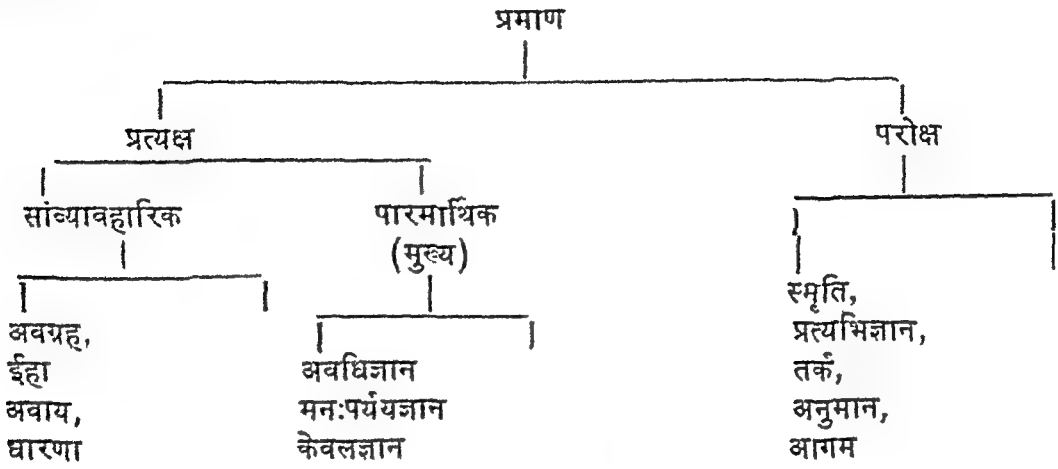 प्रमाण
प्रत्यक्ष
परोक्ष
सांव्यावहारिक
पारमार्थिक
(मुख्य)
अवग्रह,
ईहा
अवाय,
धारणा
अवधिज्ञान
मनःपर्ययज्ञान
केवलज्ञान
स्मृति,
प्रत्यभिज्ञान,
तर्क,
अनुमान,
आगम